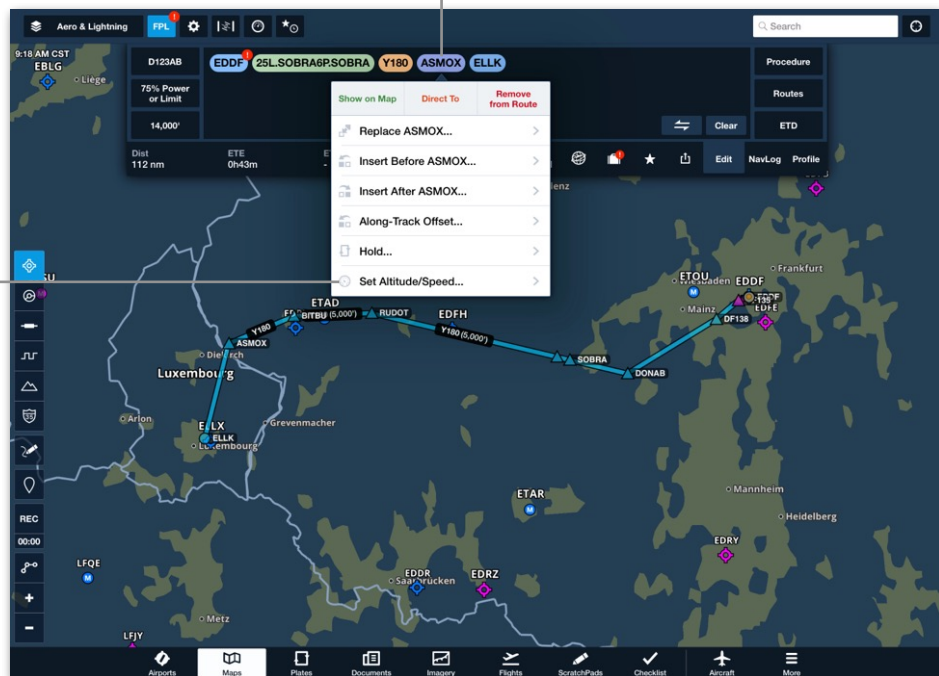 Aero & Lightning
FPL
!
Search
9:18 AM CST
EBLG
Liège
D123AB
EDDF
!
25L.SOBRA6P.SOBRA
Y180
ASMOX
ELLK
Procedure
75% Power
or Limit
Routes
14,000'
Clear
ETD
Show on Map
Direct To
Remove
from Route
Replace ASMOX...
Insert Before ASMOX...
Insert After ASMOX...
Along-Track Offset...
Hold...
Set Altitude/Speed...
Dist
ETE
112 nm
0h43m
Edit
NavLog
Profile
ETOU
Wiesbaden
EDDF
Frankfurt
Mainz
EDFE
DF138
ETAD
BITBU (5,000')
RUDOT
EDFH
Y180
Y180 (5,000')
ASMOX
SOBRA
DONAB
Luxembourg
Arlon
Grevenmacher
ELLX
ELLK
Luxembourg
Mannheim
ETAR
M
Heidelberg
EDRY
REC
00:00
LFQE
M
EDDR
Saarbrücken
EDRZ
Metz
LFJY
Airports
Maps
Plates
Documents
Imagery
Flights
ScratchPads
Checklist
Aircraft
More